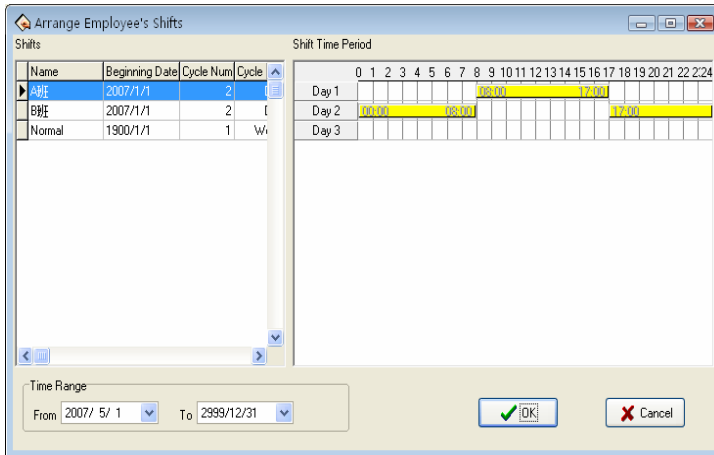 Arrange Employee's Shifts
Shifts
Name Beginning Date Cycle Num Cycle
A班 2007/1/1 2 D
B班 2007/1/1 2 D
Normal 1900/1/1 1 We
Shift Time Period
0 1 2 3 4 5 6 7 8 9 10 11 12 13 14 15 16 17 18 19 20 21 22 2:24
Day 1 08:00 17:00
Day 2 00:00 08:00 17:00
Day 3
Time Range
From 2007/ 5/ 1 To 2999/12/31
OK Cancel